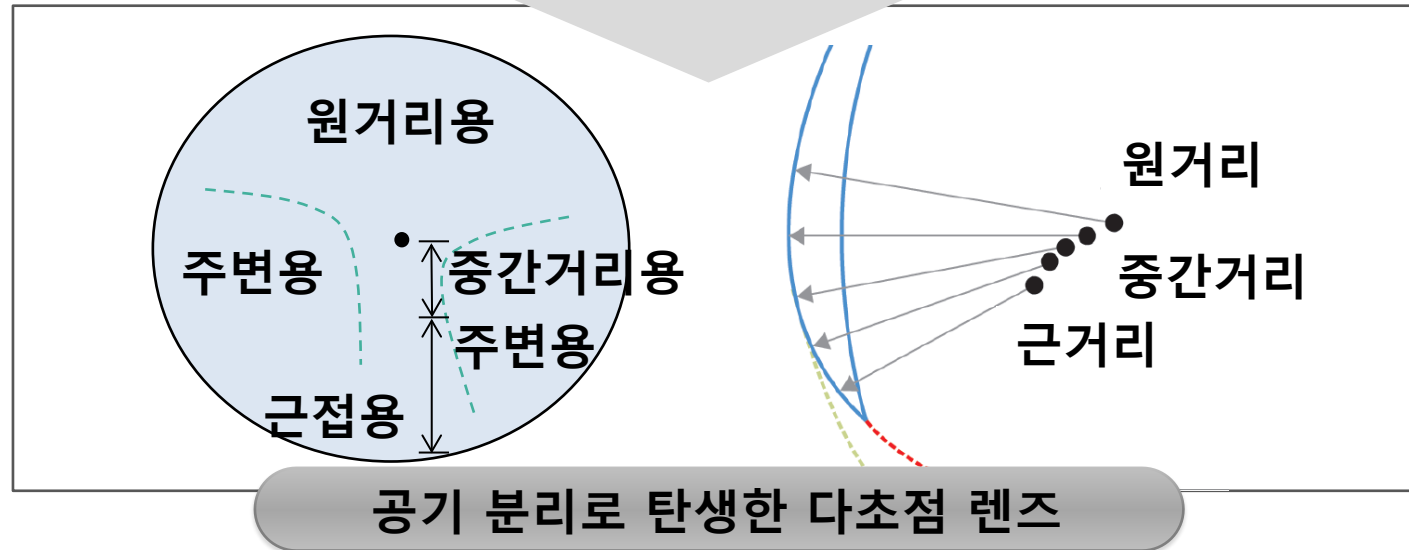 원거리용
주변용
중간거리용
주변용
근접용
원거리
중간거리
근거리
공기 분리로 탄생한 다초점 렌즈